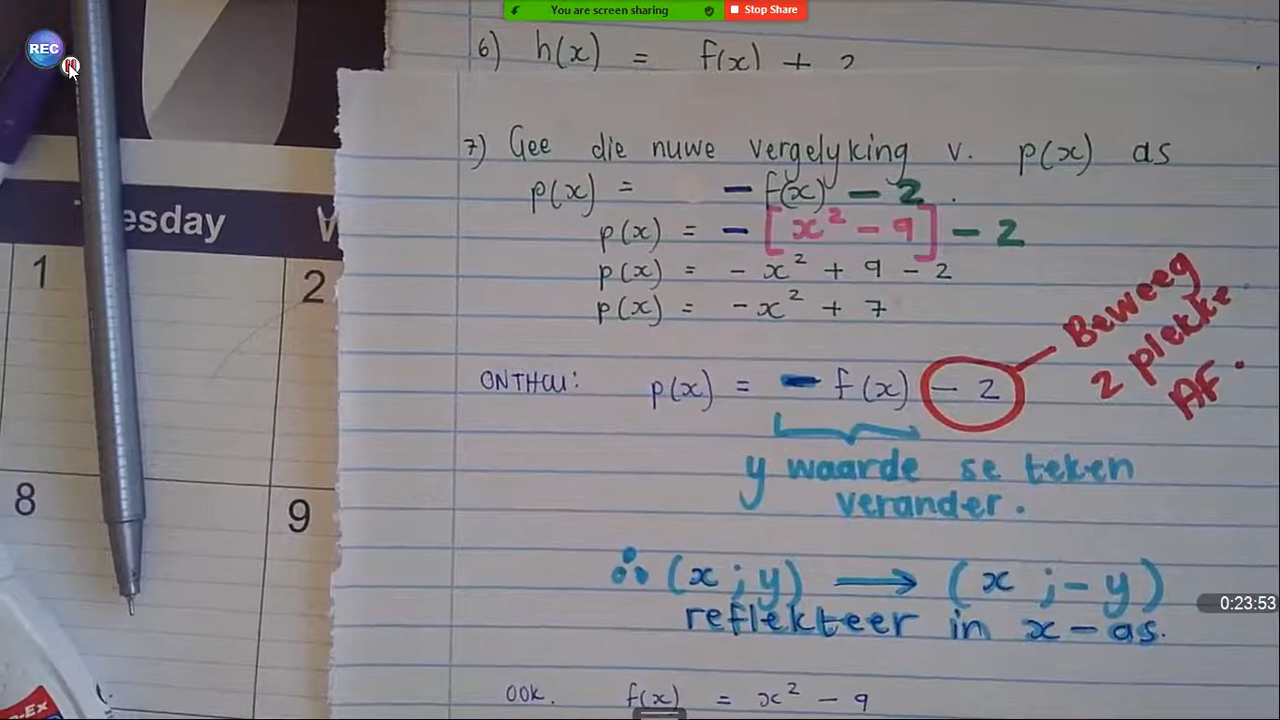 You are screen sharing Stop Share
REC
6) h(x) = f(x) + 2
7) Gee die nuwe vergelyking v. p(x) as
p(x) = - f(x) - 2.
p(x) = - [x² - 9] - 2
p(x) = - x² + 9 - 2
p(x) = -x² + 7
ONTHOU: p(x) = - f(x) - 2
Beweeg
2 plekke
AF.
y waarde se teken
verander.
∴ (x ; y) → (x ; -y)
reflekteer in x-as.
OOK. f(x) = x² - 9
esday W
1 2
8 9
0:23:53
-Ex